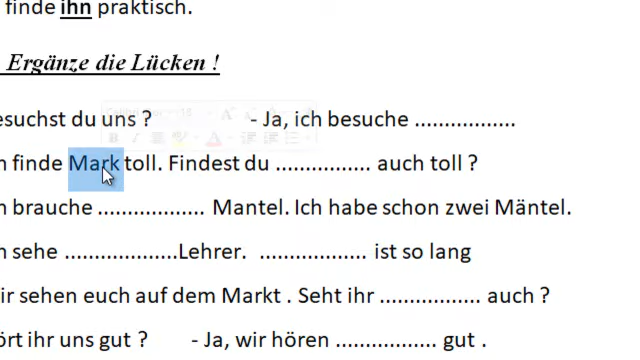 finde ihn praktisch.
Ergänze die Lücken !
esuchst du uns ? - Ja, ich besuche .................
finde Mark toll. Findest du ................ auch toll ?
brauche .................. Mantel. Ich habe schon zwei Mäntel.
sehe ...................Lehrer. .................. ist so lang
ir sehen euch auf dem Markt . Seht ihr ................. auch ?
ört ihr uns gut ? - Ja, wir hören ................. gut .